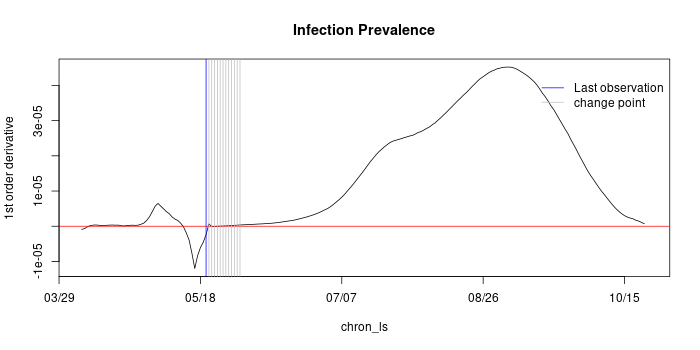 Infection Prevalence
1st order derivative
3e-05
1e-05
-1e-05
Last observation
change point
03/29
05/18
07/07
08/26
10/15
chron_ls